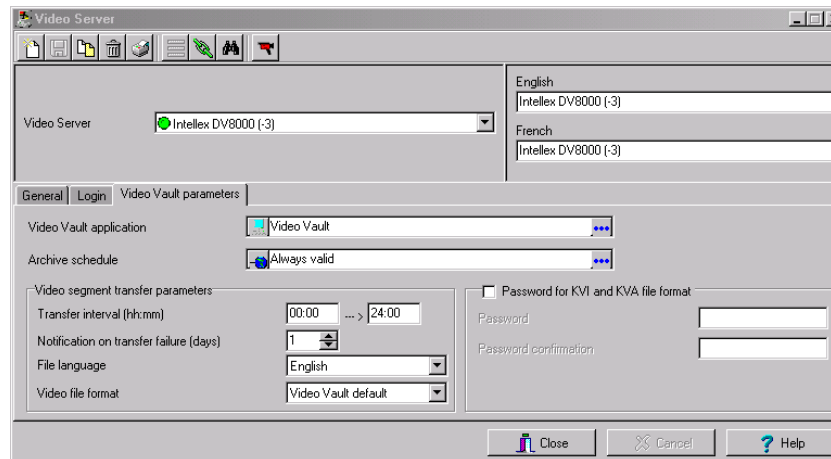 Video Server
English
Intellex DV8000 (-3)
Video Server
Intellex DV8000 (-3)
French
Intellex DV8000 (-3)
General
Login
Video Vault parameters
Video Vault application
Video Vault
Archive schedule
Always valid
Video segment transfer parameters
Transfer interval (hh:mm)
00:00
--->
24:00
Notification on transfer failure (days)
1
File language
English
Video file format
Video Vault default
Password for KVI and KVA file format
Password
Password confirmation
Close
Cancel
Help